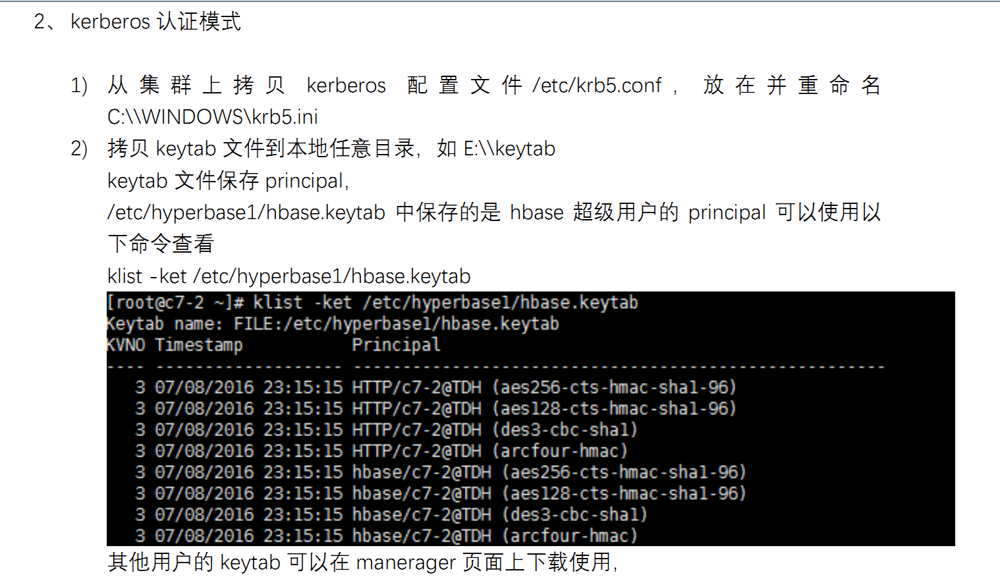 2、 kerberos 认证模式
1) 从集群上拷贝 kerberos 配置文件/etc/krb5.conf，放在并重命名
C:\\WINDOWS\krb5.ini
2) 拷贝 keytab 文件到本地任意目录，如 E:\\keytab
keytab 文件保存 principal,
/etc/hyperbase1/hbase.keytab 中保存的是 hbase 超级用户的 principal 可以使用以
下命令查看
klist -ket /etc/hyperbase1/hbase.keytab
[root@c7-2 ~]# klist -ket /etc/hyperbase1/hbase.keytab
Keytab name: FILE:/etc/hyperbase1/hbase.keytab
KVNO Timestamp           Principal
---- ------------------- ------------------------------------------------------
   3 07/08/2016 23:15:15 HTTP/c7-2@TDH (aes256-cts-hmac-sha1-96)
   3 07/08/2016 23:15:15 HTTP/c7-2@TDH (aes128-cts-hmac-sha1-96)
   3 07/08/2016 23:15:15 HTTP/c7-2@TDH (des3-cbc-sha1)
   3 07/08/2016 23:15:15 HTTP/c7-2@TDH (arcfour-hmac)
   3 07/08/2016 23:15:15 hbase/c7-2@TDH (aes256-cts-hmac-sha1-96)
   3 07/08/2016 23:15:15 hbase/c7-2@TDH (aes128-cts-hmac-sha1-96)
   3 07/08/2016 23:15:15 hbase/c7-2@TDH (des3-cbc-sha1)
   3 07/08/2016 23:15:15 hbase/c7-2@TDH (arcfour-hmac)
其他用户的 keytab 可以在 manerager 页面上下载使用,